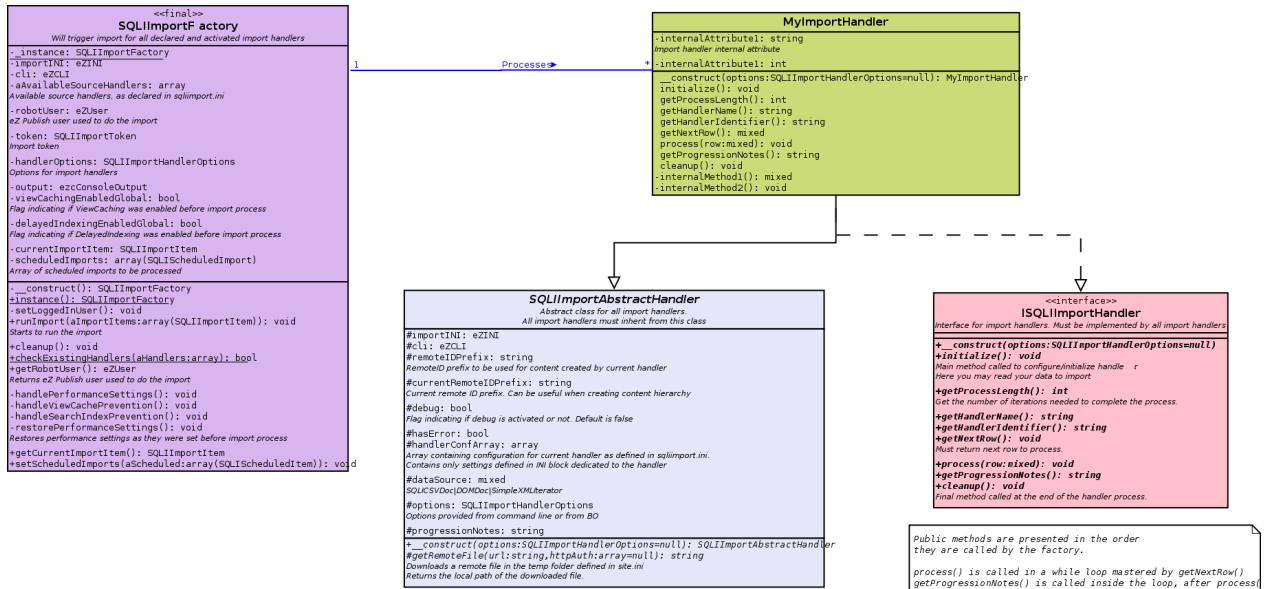 <<final>>
SQLIImportF actory
Will trigger import for all declared and activated import handlers
-_instance: SQLIImportFactory
-importINI: eZINI
-cli: eZCLI
-aAvailableSourceHandlers: array
Available source handlers, as declared in sqliimport.ini
-robotUser: eZUser
eZ Publish user used to do the import
-token: SQLIImportToken
Import token
-handlerOptions: SQLIImportHandlerOptions
Options for import handlers
-output: ezcConsoleOutput
-viewCachingEnabledGlobal: bool
Flag indicating if ViewCaching was enabled before import process
-delayedIndexingEnabledGlobal: bool
Flag indicating if DelayedIndexing was enabled before import process
-currentImportItem: SQLIImportItem
-scheduledImports: array(SQLIScheduledImport)
Array of scheduled imports to be processed
-__construct(): SQLIImportFactory
+instance(): SQLIImportFactory
-setLoggedInUser(): void
+runImport(aImportItems:array(SQLIImportItem)): void
Starts to run the import
+cleanup(): void
+checkExistingHandlers(aHandlers:array): bool
+getRobotUser(): eZUser
Returns eZ Publish user used to do the import
-handlePerformanceSettings(): void
-handleViewCachePrevention(): void
-handleSearchIndexPrevention(): void
-restorePerformanceSettings(): void
Restores performance settings as they were set before import process
+getCurrentImportItem(): SQLIImportItem
+setScheduledImports(aScheduled:array(SQLIScheduledItem)): void
1
Processes
*
MyImportHandler
-internalAttribute1: string
Import handler internal attribute
-internalAttribute1: int
__construct(options:SQLIImportHandlerOptions=null): MyImportHandler
initialize(): void
getProcessLength(): int
getHandlerName(): string
getHandlerIdentifier(): string
getNextRow(): mixed
process(row:mixed): void
getProgressionNotes(): string
cleanup(): void
-internalMethod1(): mixed
-internalMethod2(): void
SQLIImportAbstractHandler
Abstract class for all import handlers.
All import handlers must inherit from this class
#importINI: eZINI
#cli: eZCLI
#remoteIDPrefix: string
RemoteID prefix to be used for content created by current handler
#currentRemoteIDPrefix: string
Current remote ID prefix. Can be useful when creating content hierarchy
#debug: bool
Flag indicating if debug is activated or not. Default is false
#hasError: bool
#handlerConfArray: array
Array containing configuration for current handler as defined in sqliimport.ini.
Contains only settings defined in INI block dedicated to the handler
#dataSource: mixed
SQLICSVDoc|DOMDoc|SimpleXMLIterator
#options: SQLIImportHandlerOptions
Options provided from command line or from BO
#progressionNotes: string
+__construct(options:SQLIImportHandlerOptions=null): SQLIImportAbstractHandler
#getRemoteFile(url:string,httpAuth:array=null): string
Downloads a remote file in the temp folder defined in site.ini
Returns the local path of the downloaded file.
<<interface>>
ISQLIImportHandler
Interface for import handlers. Must be implemented by all import handlers
+__construct(options:SQLIImportHandlerOptions=null)
+initialize(): void
Main method called to configure/initialize handle r
Here you may read your data to import
+getProcessLength(): int
Get the number of iterations needed to complete the process.
+getHandlerName(): string
+getHandlerIdentifier(): string
+getNextRow(): void
Must return next row to process.
+process(row:mixed): void
+getProgressionNotes(): string
+cleanup(): void
Final method called at the end of the handler process.
Public methods are presented in the order
they are called by the factory.
process() is called in a while loop mastered by getNextRow()
getProgressionNotes() is called inside the loop, after process(